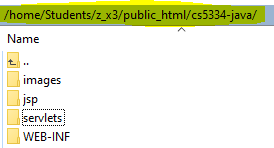 /home/Students/z_x3/public_html/cs5334-java/
Name
..
images
jsp
servlets
WEB-INF